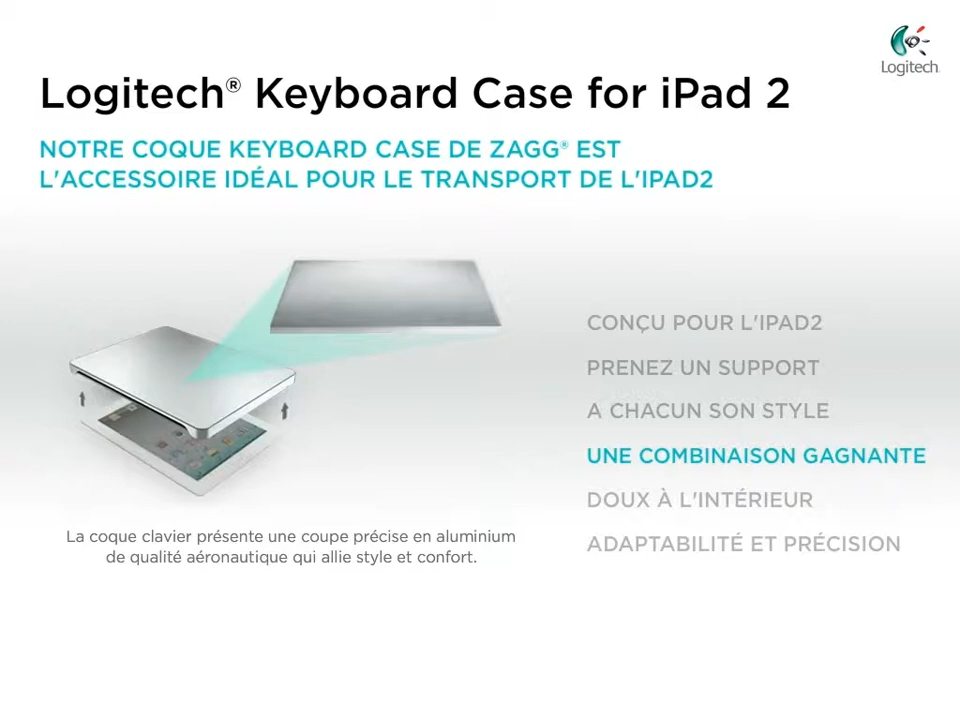 Logitech
Logitech® Keyboard Case for iPad 2
NOTRE COQUE KEYBOARD CASE DE ZAGG® EST
L'ACCESSOIRE IDÉAL POUR LE TRANSPORT DE L'IPAD2
CONÇU POUR L'IPAD2
PRENEZ UN SUPPORT
A CHACUN SON STYLE
UNE COMBINAISON GAGNANTE
DOUX À L'INTÉRIEUR
ADAPTABILITÉ ET PRÉCISION
La coque clavier présente une coupe précise en aluminium
de qualité aéronautique qui allie style et confort.